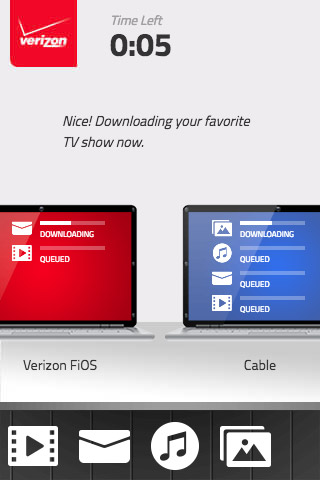 verizon
Time Left
0:05
Nice! Downloading your favorite
TV show now.
DOWNLOADING
QUEUED
DOWNLOADING
QUEUED
QUEUED
QUEUED
Verizon FiOS
Cable